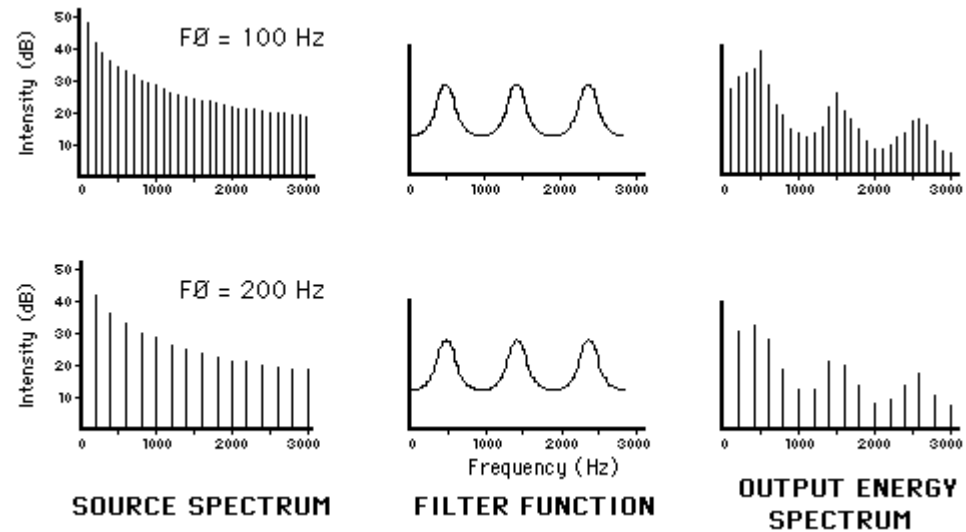 Intensity (dB)
50
40
30
20
10
FØ = 100 Hz
0 1000 2000 3000
0 1000 2000 3000
0 1000 2000 3000
Intensity (dB)
50
40
30
20
10
FØ = 200 Hz
0 1000 2000 3000
0 1000 2000 3000
Frequency (Hz)
0 1000 2000 3000
SOURCE SPECTRUM
FILTER FUNCTION
OUTPUT ENERGY
SPECTRUM